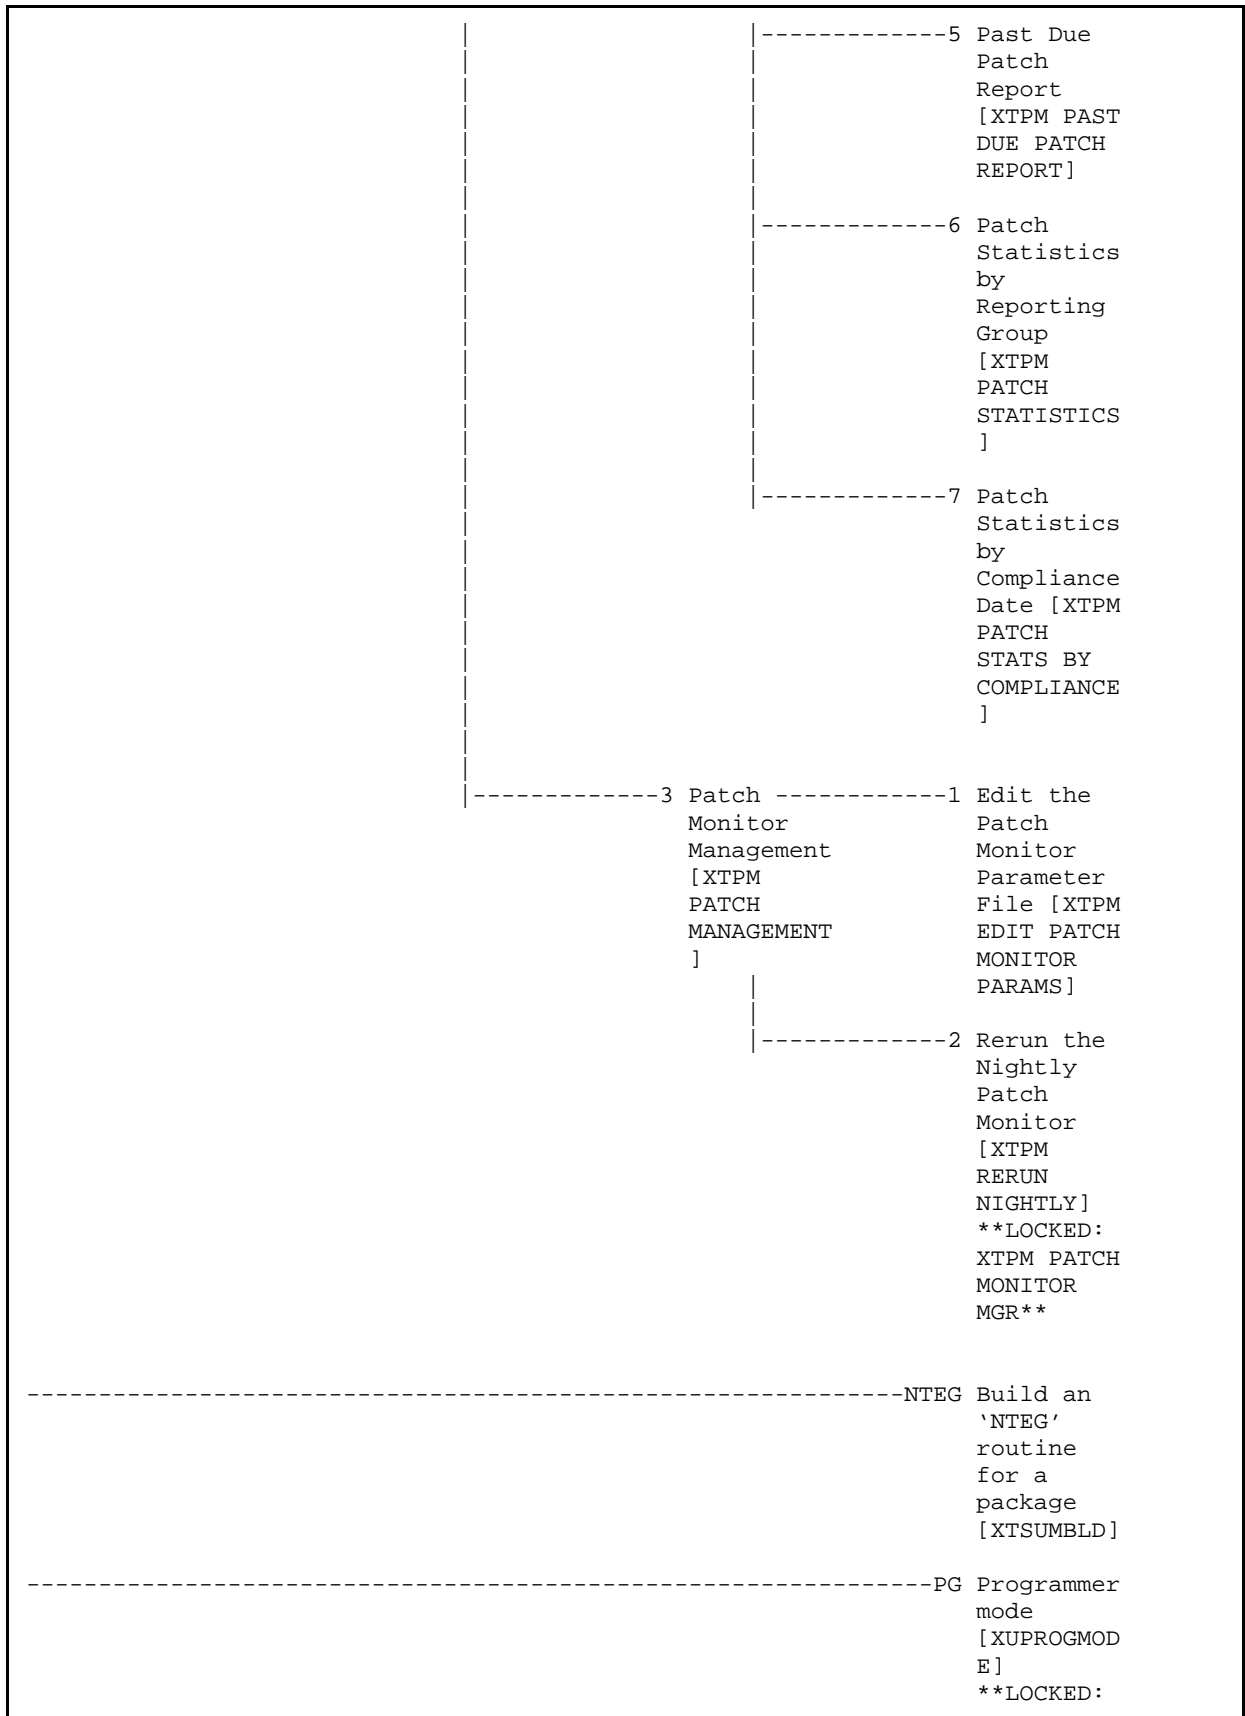 |-------------5 Past Due
Patch
Report
[XTPM PAST
DUE PATCH
REPORT]
|-------------6 Patch
Statistics
by
Reporting
Group
[XTPM
PATCH
STATISTICS
]
|-------------7 Patch
Statistics
by
Compliance
Date [XTPM
PATCH
STATS BY
COMPLIANCE
]
|-------------3 Patch ------------1 Edit the
Monitor Patch
Management Monitor
[XTPM Parameter
PATCH File [XTPM
MANAGEMENT EDIT PATCH
] MONITOR
PARAMS]
|-------------2 Rerun the
Nightly
Patch
Monitor
[XTPM
RERUN
NIGHTLY]
**LOCKED:
XTPM PATCH
MONITOR
MGR**
-------------------------------------------------------------NTEG Build an
‘NTEG’
routine
for a
package
[XTSUMBLD]
---------------------------------------------------------------PG Programmer
mode
[XUPROGMOD
E]
**LOCKED: